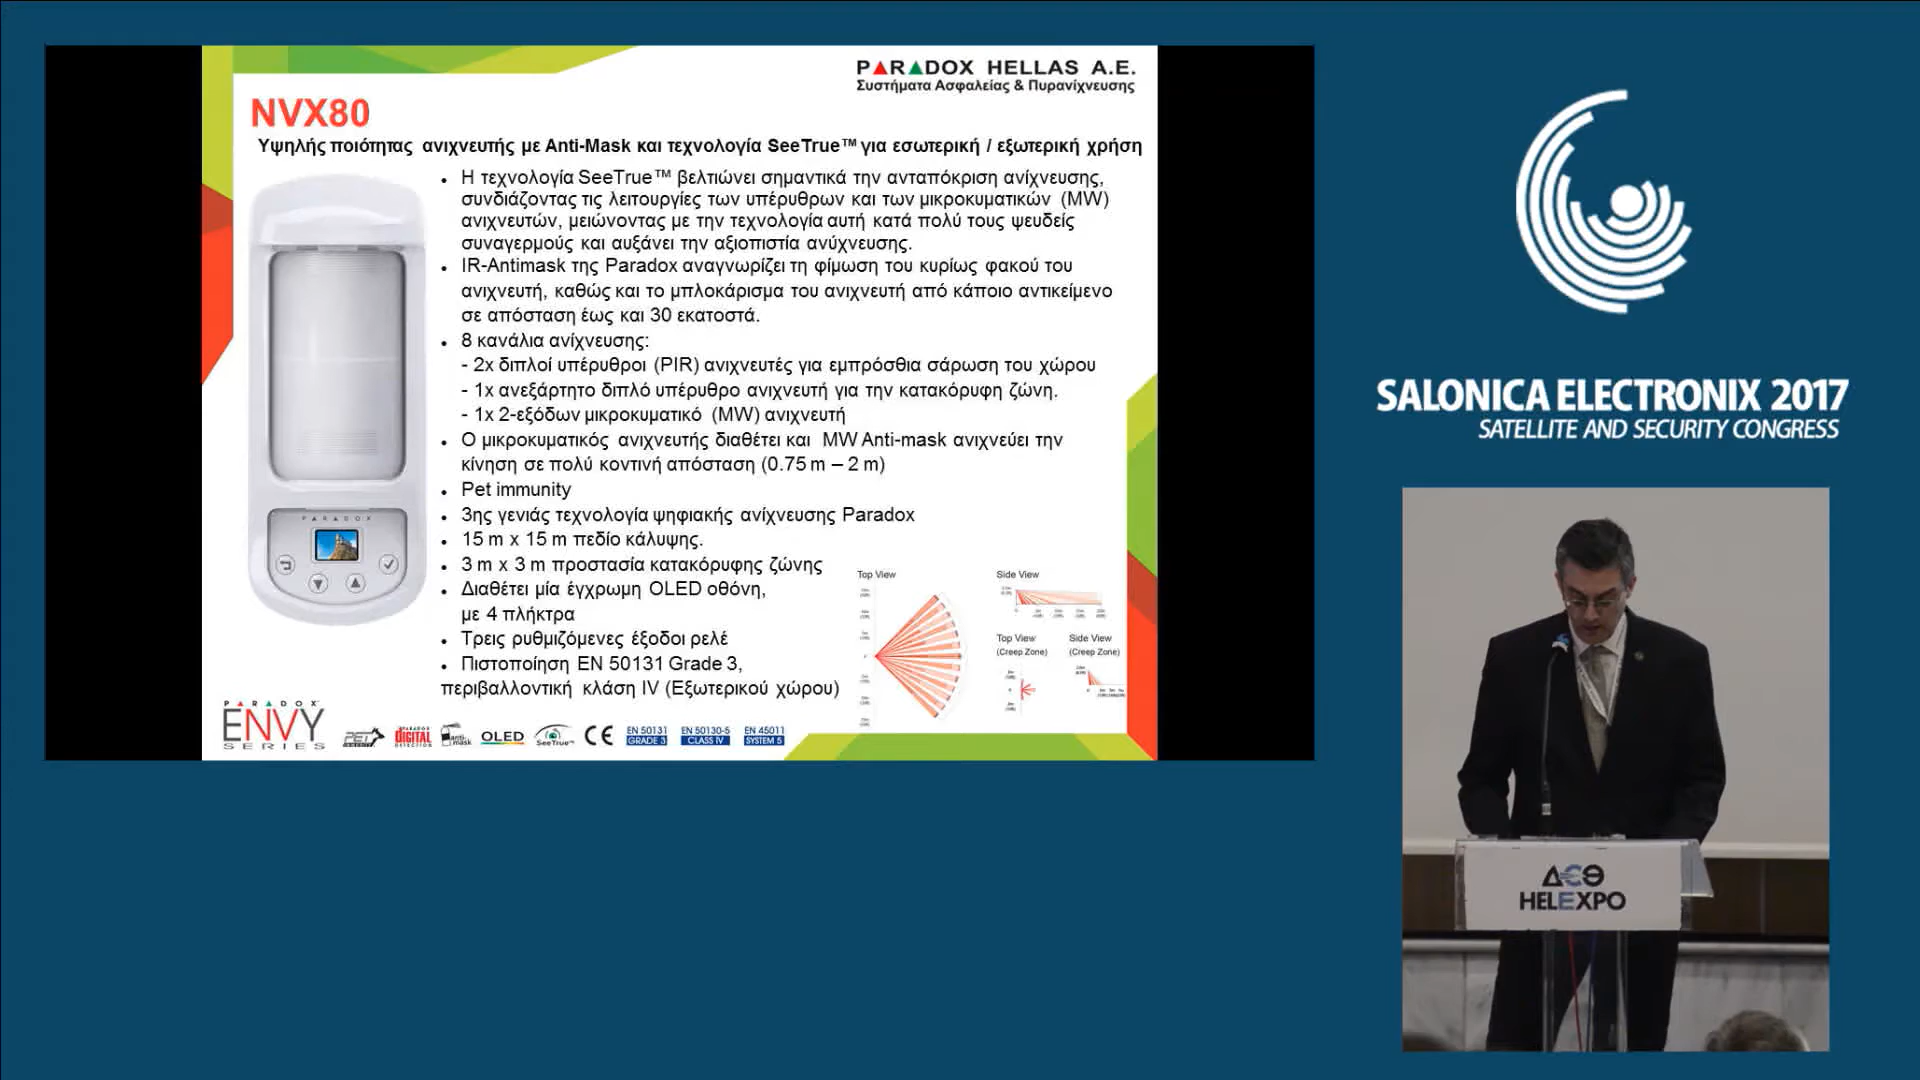 PARADOX HELLAS A.E.
Συστήματα Ασφαλείας & Πυρανίχνευσης
NVX80
Υψηλής ποιότητας ανιχνευτής με Anti-Mask και τεχνολογία SeeTrue™ για εσωτερική / εξωτερική χρήση
• Η τεχνολογία SeeTrue™ βελτιώνει σημαντικά την ανταπόκριση ανίχνευσης,
συνδιάζοντας τις λειτουργίες των υπέρυθρων και των μικροκυματικών (MW)
ανιχνευτών, μειώνοντας με την τεχνολογία αυτή κατά πολύ τους ψευδείς
συναγερμούς και αυξάνει την αξιοπιστία ανύχνευσης.
• IR-Antimask της Paradox αναγνωρίζει τη φίμωση του κυρίως φακού του
ανιχνευτή, καθώς και το μπλοκάρισμα του ανιχνευτή από κάποιο αντικείμενο
σε απόσταση έως και 30 εκατοστά.
• 8 κανάλια ανίχνευσης:
- 2x διπλοί υπέρυθροι (PIR) ανιχνευτές για εμπρόσθια σάρωση του χώρου
- 1x ανεξάρτητο διπλό υπέρυθρο ανιχνευτή για την κατακόρυφη ζώνη.
- 1x 2-εξόδων μικροκυματικό (MW) ανιχνευτή
• Ο μικροκυματικός ανιχνευτής διαθέτει και MW Anti-mask ανιχνεύει την
κίνηση σε πολύ κοντινή απόσταση (0.75 m – 2 m)
• Pet immunity
• 3ης γενιάς τεχνολογία ψηφιακής ανίχνευσης Paradox
• 15 m x 15 m πεδίο κάλυψης.
• 3 m x 3 m προστασία κατακόρυφης ζώνης
• Διαθέτει μία έγχρωμη OLED οθόνη,
με 4 πλήκτρα
• Τρεις ρυθμιζόμενες έξοδοι ρελέ
• Πιστοποίηση EN 50131 Grade 3,
περιβαλλοντική κλάση IV (Εξωτερικού χώρου)
PARADOX
Top View
Side View
Top View
(Creep Zone)
Side View
(Creep Zone)
PARADOX
ENVY
SERIES
PET
PARADOX
DIGITAL
DETECTION
anti-
mask
OLED
SeeTrue™
CE
EN 50131
GRADE 3
EN 50130-5
CLASS IV
EN 45011
SYSTEM 5
SALONICA ELECTRONIX 2017
SATELLITE AND SECURITY CONGRESS
ΔΕΘ
HELEXPO